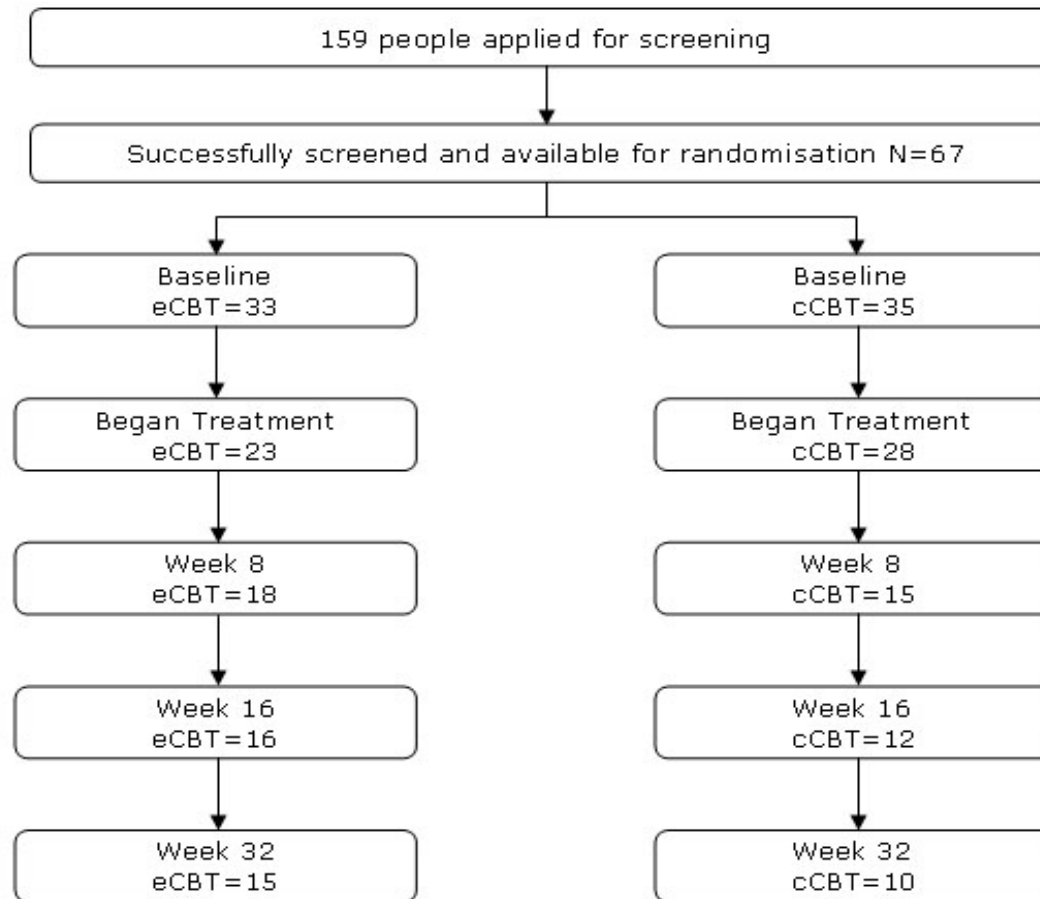 159 people applied for screening
Successfully screened and available for randomisation N=67
Baseline
eCBT=33
Baseline
cCBT=35
Began Treatment
eCBT=23
Began Treatment
cCBT=28
Week 8
eCBT=18
Week 8
cCBT=15
Week 16
eCBT=16
Week 16
cCBT=12
Week 32
eCBT=15
Week 32
cCBT=10